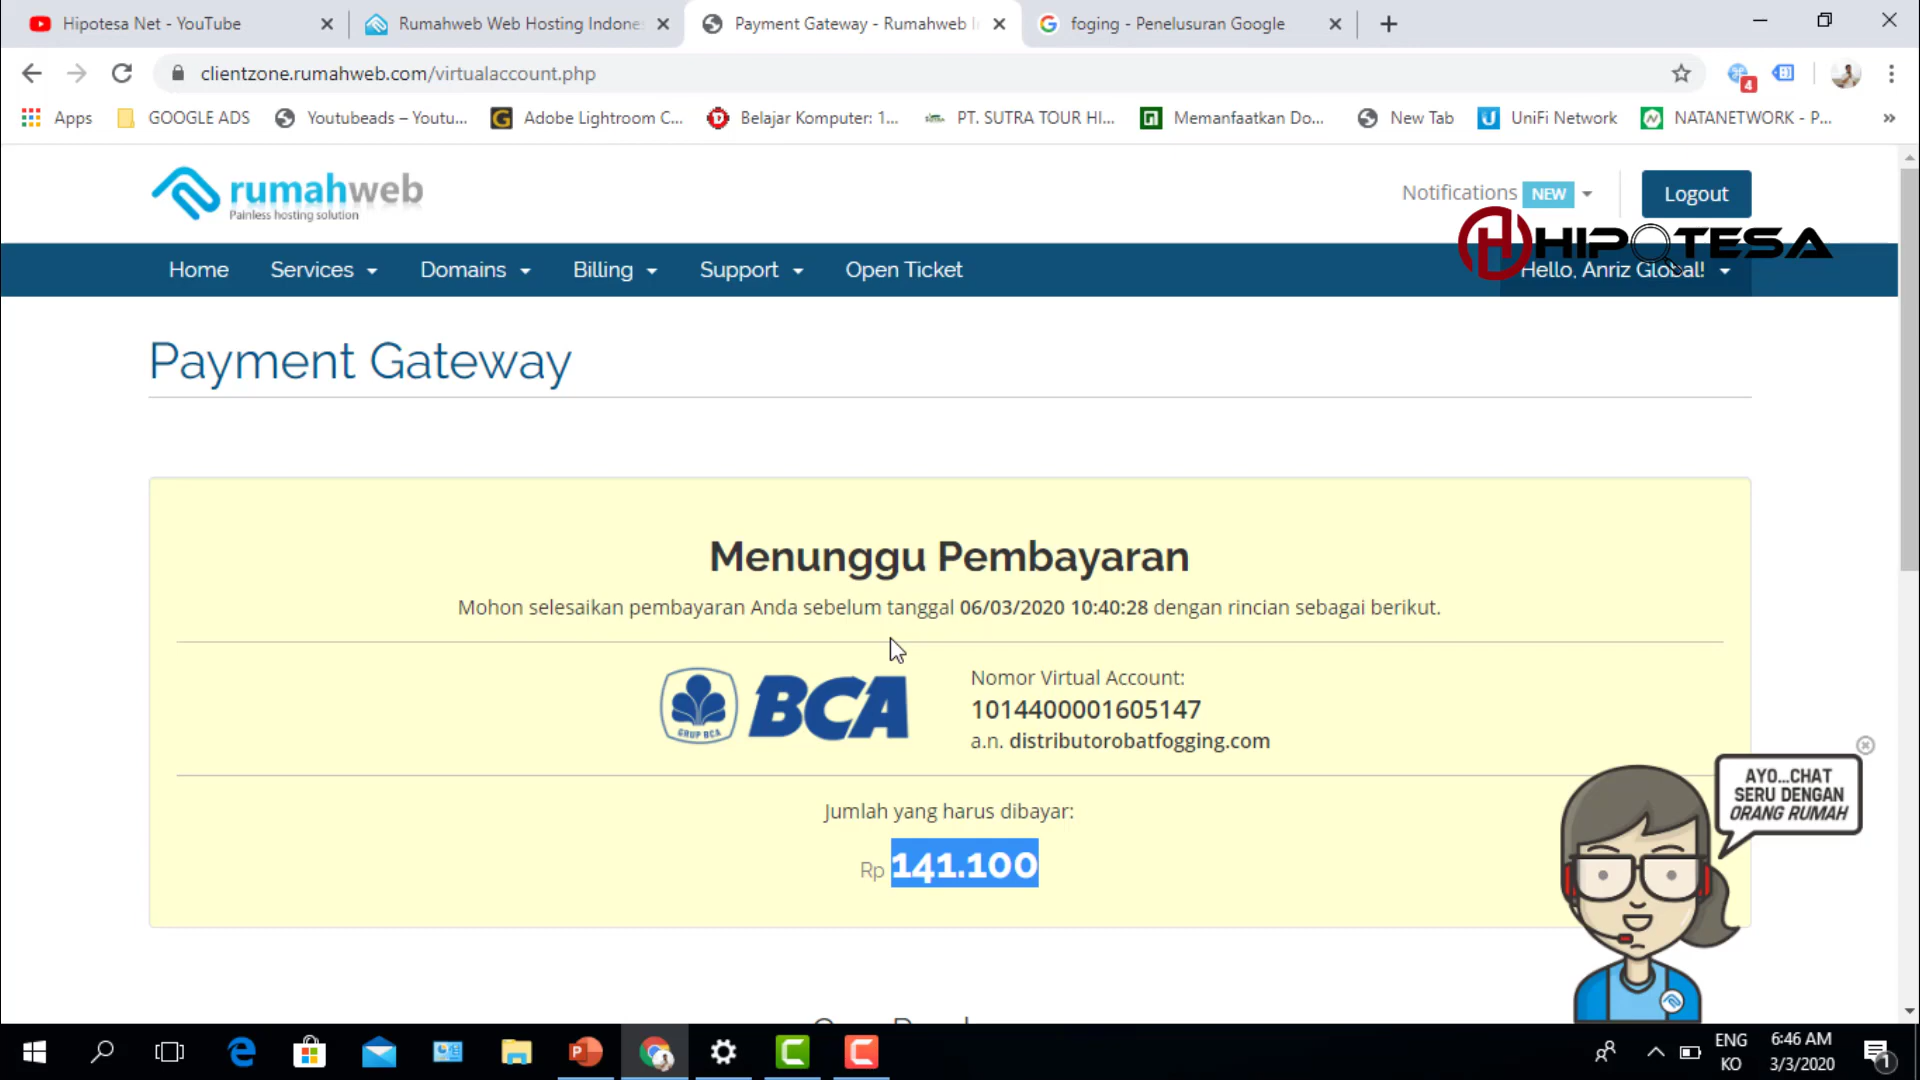 Hipotesa Net - YouTube
Rumahweb Web Hosting Indone
Payment Gateway - Rumahweb I
foging - Penelusuran Google
clientzone.rumahweb.com/virtualaccount.php
4
Apps
GOOGLE ADS
Youtubeads – Youtu...
Adobe Lightroom C...
Belajar Komputer: 1...
PT. SUTRA TOUR HI...
Memanfaatkan Do...
New Tab
UniFi Network
NATANETWORK - P...
rumahweb
Painless hosting solution
Notifications NEW
Logout
HIPOTESA
Home
Services
Domains
Billing
Support
Open Ticket
Hello, Anriz Global!
Payment Gateway
Menunggu Pembayaran
Mohon selesaikan pembayaran Anda sebelum tanggal 06/03/2020 10:40:28 dengan rincian sebagai berikut.
GRUP BCA
BCA
Nomor Virtual Account:
1014400001605147
a.n. distributorobatfogging.com
Jumlah yang harus dibayar:
Rp 141.100
AYO...CHAT
SERU DENGAN
ORANG RUMAH
ENG
KO
6:46 AM
3/3/2020
1